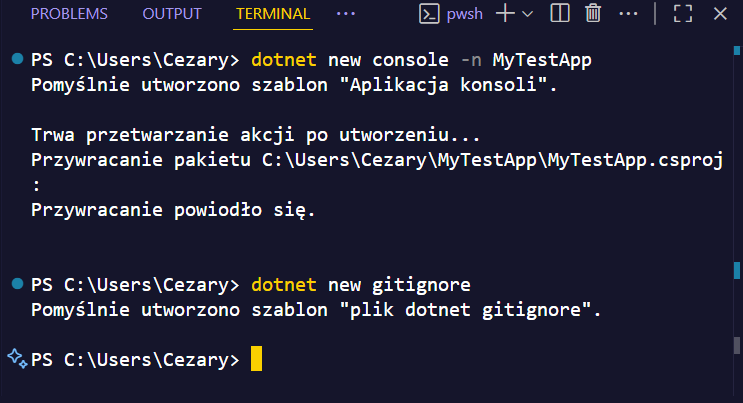 PROBLEMS OUTPUT TERMINAL ··· pwsh
PS C:\Users\Cezary> dotnet new console -n MyTestApp
Pomyślnie utworzono szablon "Aplikacja konsoli".
Trwa przetwarzanie akcji po utworzeniu...
Przywracanie pakietu C:\Users\Cezary\MyTestApp\MyTestApp.csproj
:
Przywracanie powiodło się.
PS C:\Users\Cezary> dotnet new gitignore
Pomyślnie utworzono szablon "plik dotnet gitignore".
PS C:\Users\Cezary>